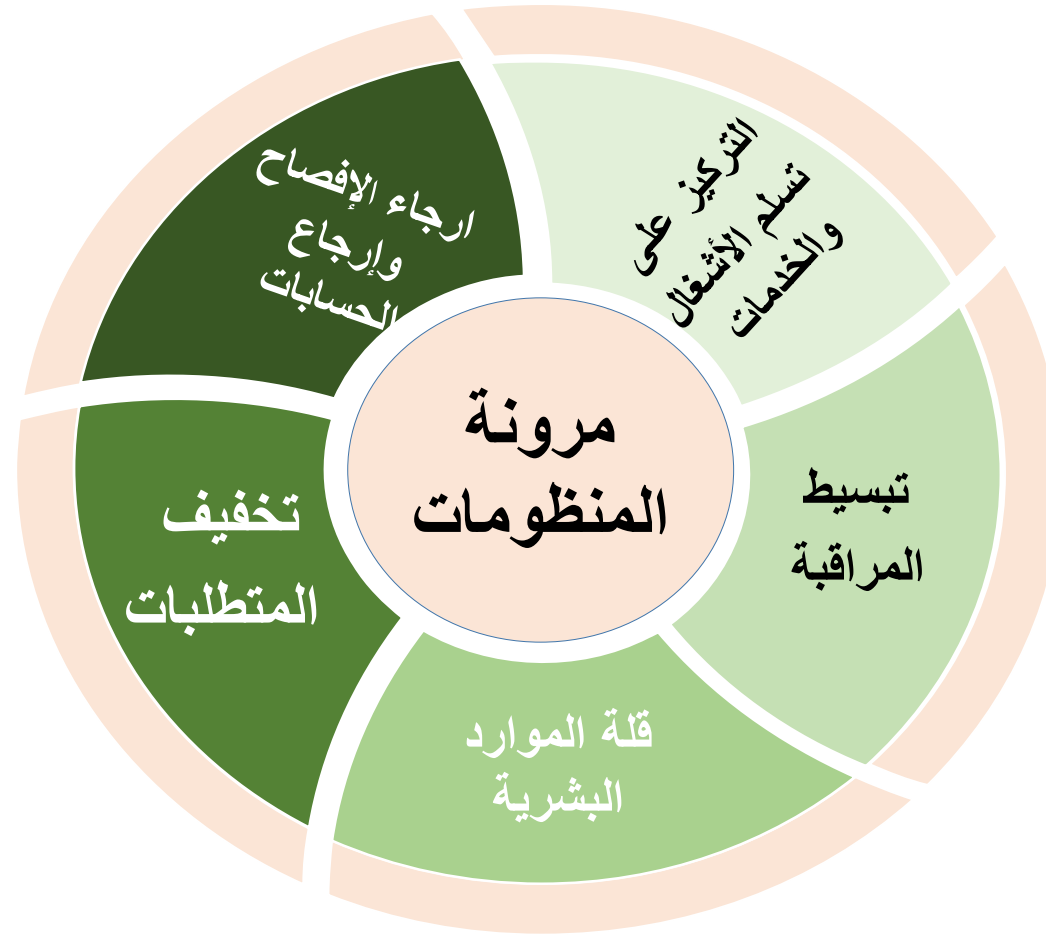 مرونة
المنظومات
التركيز على
تسلم الأشغال
والخدمات
تبسيط
المراقبة
قلة الموارد
البشرية
تخفيف
المتطلبات
ارجاء الإفصاح
وإرجاع
الحسابات